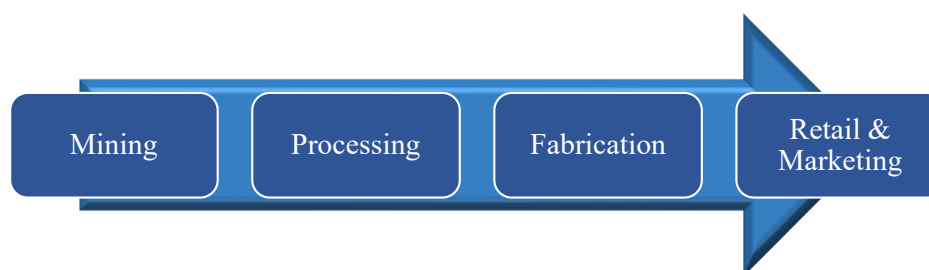 Mining
Processing
Fabrication
Retail &
Marketing